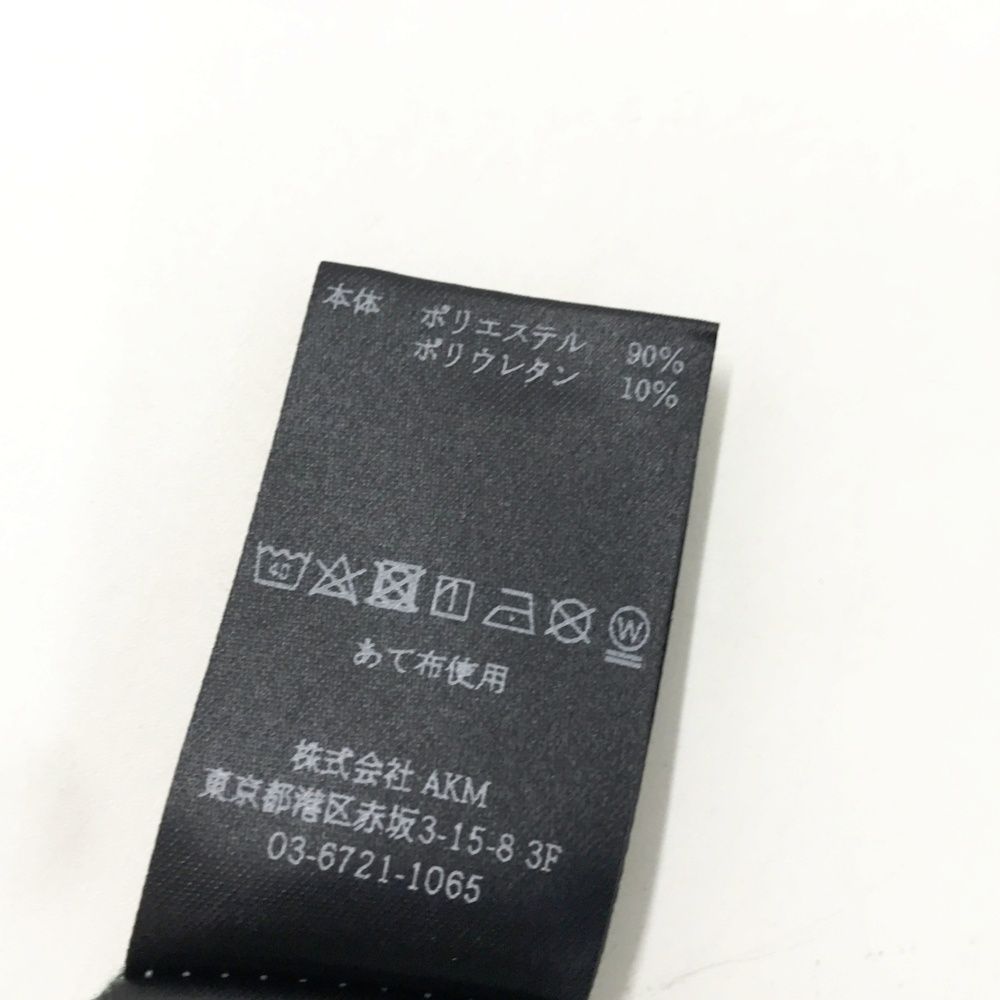 本体 ポリエステル 90%
ポリウレタン 10%
40
W
あて布使用
株式会社 AKM
東京都港区赤坂3-15-8 3F
03-6721-1065